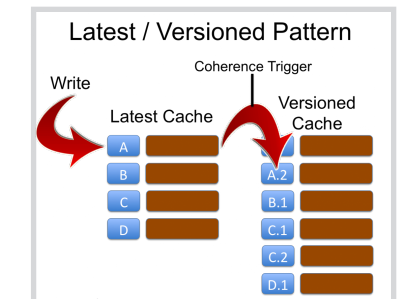 Latest / Versioned Pattern
Coherence Trigger
Write
Versioned
Cache
Latest Cache
A
B
C
D
A.2
B.1
C.1
C.2
D.1